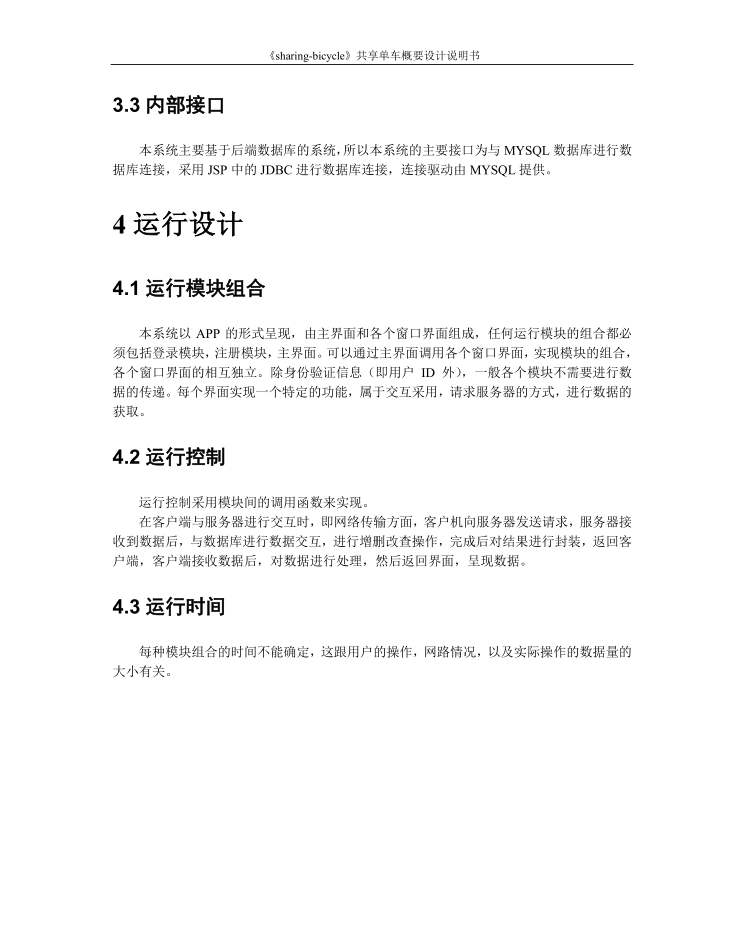 《sharing-bicycle》共享单车概要设计说明书
3.3 内部接口
本系统主要基于后端数据库的系统，所以本系统的主要接口为与 MYSQL 数据库进行数
据库连接，采用 JSP 中的 JDBC 进行数据库连接，连接驱动由 MYSQL 提供。
4 运行设计
4.1 运行模块组合
本系统以 APP 的形式呈现，由主界面和各个窗口界面组成，任何运行模块的组合都必
须包括登录模块，注册模块，主界面。可以通过主界面调用各个窗口界面，实现模块的组合，
各个窗口界面的相互独立。除身份验证信息（即用户 ID 外），一般各个模块不需要进行数
据的传递。每个界面实现一个特定的功能，属于交互采用，请求服务器的方式，进行数据的
获取。
4.2 运行控制
运行控制采用模块间的调用函数来实现。
在客户端与服务器进行交互时，即网络传输方面，客户机向服务器发送请求，服务器接
收到数据后，与数据库进行数据交互，进行增删改查操作，完成后对结果进行封装，返回客
户端，客户端接收数据后，对数据进行处理，然后返回界面，呈现数据。
4.3 运行时间
每种模块组合的时间不能确定，这跟用户的操作，网路情况，以及实际操作的数据量的
大小有关。